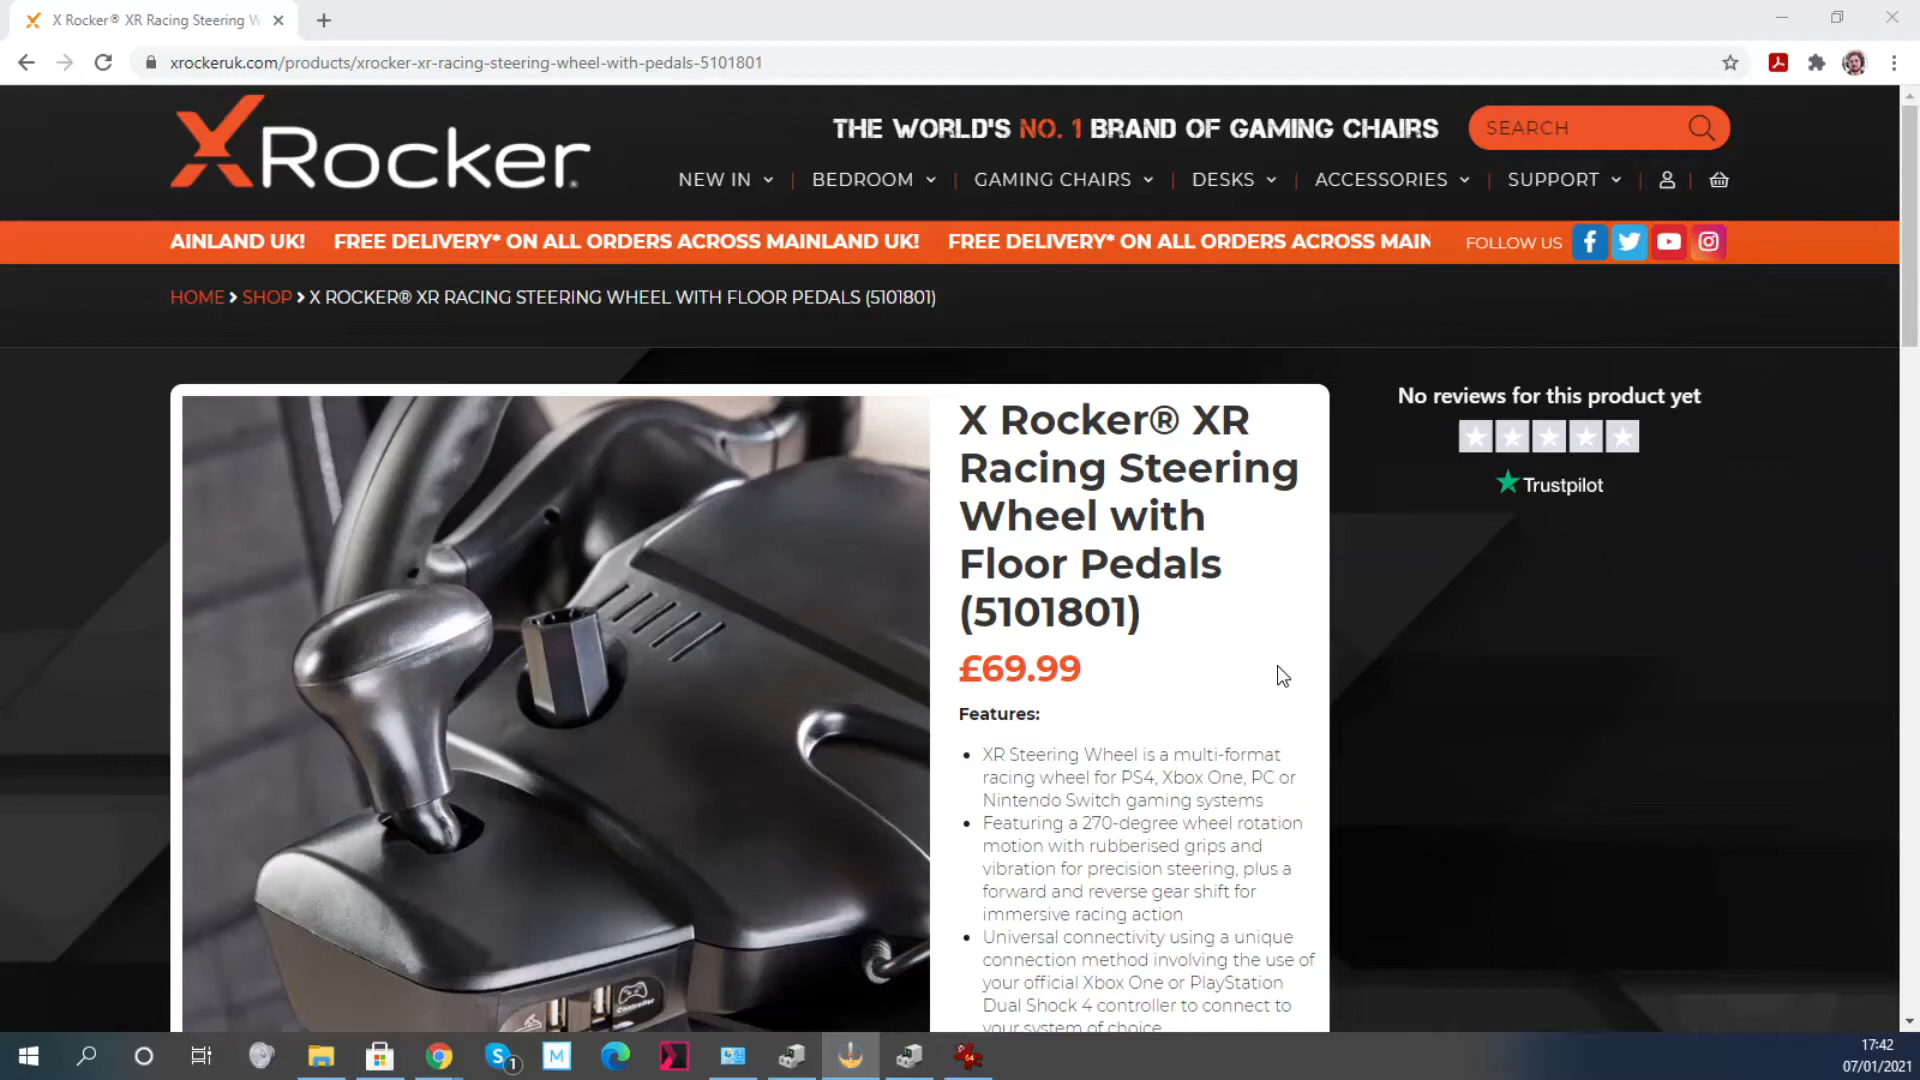 X Rocker® XR Racing Steering W
xrockeruk.com/products/xrocker-xr-racing-steering-wheel-with-pedals-5101801
XRocker
THE WORLD'S NO. 1 BRAND OF GAMING CHAIRS
SEARCH
NEW IN | BEDROOM | GAMING CHAIRS | DESKS | ACCESSORIES | SUPPORT | |
AINLAND UK! FREE DELIVERY* ON ALL ORDERS ACROSS MAINLAND UK! FREE DELIVERY* ON ALL ORDERS ACROSS MAIN
FOLLOW US
HOME > SHOP > X ROCKER® XR RACING STEERING WHEEL WITH FLOOR PEDALS (5101801)
X Rocker® XR
Racing Steering
Wheel with
Floor Pedals
(5101801)
£69.99
Features:
• XR Steering Wheel is a multi-format
racing wheel for PS4, Xbox One, PC or
Nintendo Switch gaming systems
• Featuring a 270-degree wheel rotation
motion with rubberised grips and
vibration for precision steering, plus a
forward and reverse gear shift for
immersive racing action
• Universal connectivity using a unique
connection method involving the use of
your official Xbox One or PlayStation
Dual Shock 4 controller to connect to
your system of choice
No reviews for this product yet
Trustpilot
Controller
1
M
64
17:42
07/01/2021